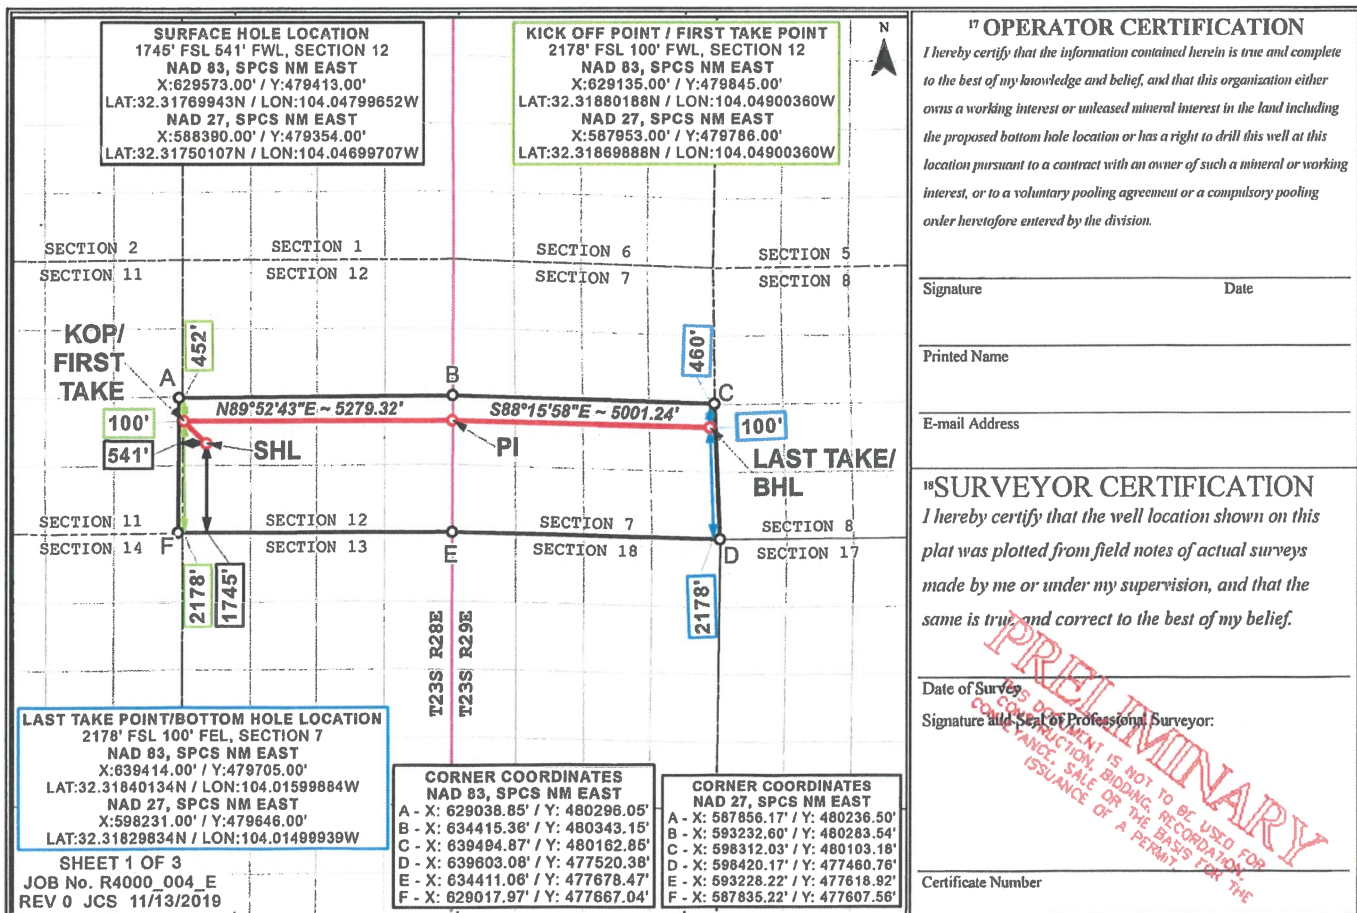 SURFACE HOLE LOCATION
1745' FSL 541' FWL, SECTION 12
NAD 83, SPCS NM EAST
X:629573.00' / Y:479413.00'
LAT:32.31769943N / LON:104.04799652W
NAD 27, SPCS NM EAST
X:588390.00' / Y:479354.00'
LAT:32.31750107N / LON:104.04699707W
KICK OFF POINT / FIRST TAKE POINT
2178' FSL 100' FWL, SECTION 12
NAD 83, SPCS NM EAST
X:629135.00' / Y:479845.00'
LAT:32.31880188N / LON:104.04900360W
NAD 27, SPCS NM EAST
X:587953.00' / Y:479786.00'
LAT:32.31869888N / LON:104.04900360W
N
SECTION 2
SECTION 1
SECTION 6
SECTION 5
SECTION 11
SECTION 12
SECTION 7
SECTION 8
KOP/
FIRST
TAKE
452'
460'
A
B
C
N89°52'43"E ~ 5279.32'
S88°15'58"E ~ 5001.24'
100'
541'
SHL
PI
100'
LAST TAKE/
BHL
SECTION 11
SECTION 12
SECTION 7
SECTION 8
SECTION 14
F
SECTION 13
E
SECTION 18
D
SECTION 17
2178'
1745'
2178'
T23S R28E
T23S R29E
LAST TAKE POINT/BOTTOM HOLE LOCATION
2178' FSL 100' FEL, SECTION 7
NAD 83, SPCS NM EAST
X:639414.00' / Y:479705.00'
LAT:32.31840134N / LON:104.01599884W
NAD 27, SPCS NM EAST
X:598231.00' / Y:479646.00'
LAT:32.31829834N / LON:104.01499939W
SHEET 1 OF 3
JOB No. R4000_004_E
REV 0 JCS 11/13/2019
CORNER COORDINATES
NAD 83, SPCS NM EAST
A - X: 629038.85' / Y: 480296.05'
B - X: 634415.36' / Y: 480343.15'
C - X: 639494.87' / Y: 480162.85'
D - X: 639603.08' / Y: 477520.38'
E - X: 634411.06' / Y: 477678.47'
F - X: 629017.97' / Y: 477667.04'
CORNER COORDINATES
NAD 27, SPCS NM EAST
A - X: 587856.17' / Y: 480236.50'
B - X: 593232.60' / Y: 480283.54'
C - X: 598312.03' / Y: 480103.18'
D - X: 598420.17' / Y: 477460.76'
E - X: 593228.22' / Y: 477618.92'
F - X: 587835.22' / Y: 477607.56'
17 OPERATOR CERTIFICATION
I hereby certify that the information contained herein is true and complete
to the best of my knowledge and belief, and that this organization either
owns a working interest or unleased mineral interest in the land including
the proposed bottom hole location or has a right to drill this well at this
location pursuant to a contract with an owner of such a mineral or working
interest, or to a voluntary pooling agreement or a compulsory pooling
order heretofore entered by the division.
Signature Date
Printed Name
E-mail Address
18 SURVEYOR CERTIFICATION
I hereby certify that the well location shown on this
plat was plotted from field notes of actual surveys
made by me or under my supervision, and that the
same is true and correct to the best of my belief.
Date of Survey
Signature and Seal of Professional Surveyor:
PRELIMINARY
THIS DOCUMENT IS NOT TO BE USED FOR
CONSTRUCTION, BIDDING, RECORDATION,
CONVEYANCE, SALE OR THE BASIS FOR THE
ISSUANCE OF A PERMIT.
Certificate Number